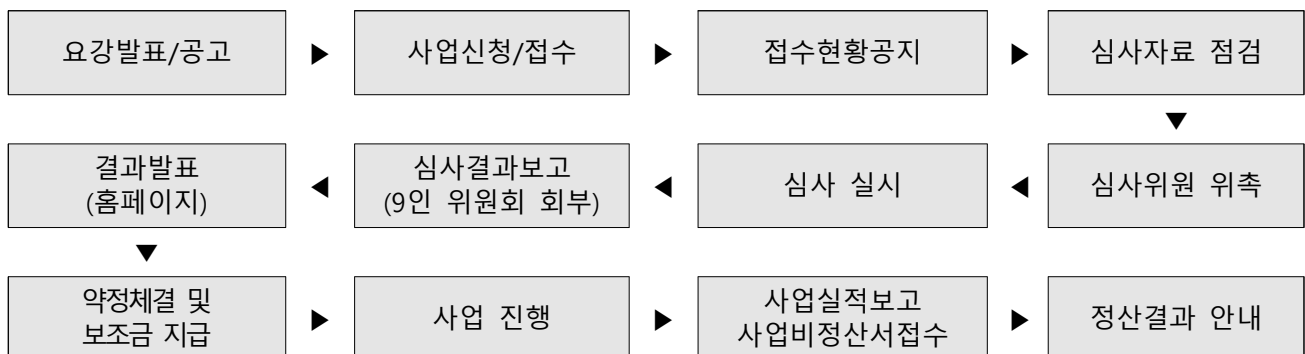 요강발표/공고 ▶ 사업신청/접수 ▶ 접수현황공지 ▶ 심사자료 점검
▼
심사위원 위촉
◀
심사 실시
◀
심사결과보고
(9인 위원회 회부)
◀
결과발표
(홈페이지)
▼
약정체결 및
보조금 지급
▶
사업 진행
▶
사업실적보고
사업비정산서접수
▶
정산결과 안내